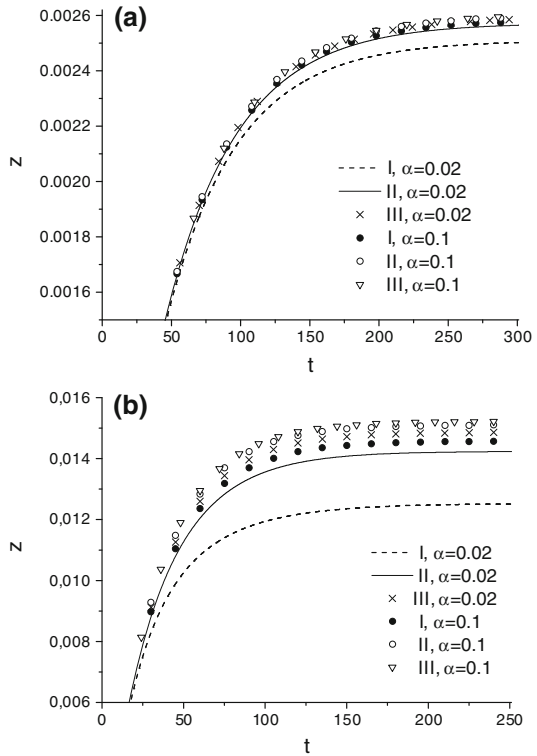 (a)
0.0026
0.0024
0.0022
0.0020
0.0018
0.0016
z
I, α=0.02
II, α=0.02
III, α=0.02
I, α=0.1
II, α=0.1
III, α=0.1
0 50 100 150 200 250 300
t
(b)
0,016
0,014
0,012
0,010
0,008
0,006
z
I, α=0.02
II, α=0.02
III, α=0.02
I, α=0.1
II, α=0.1
III, α=0.1
0 50 100 150 200 250
t